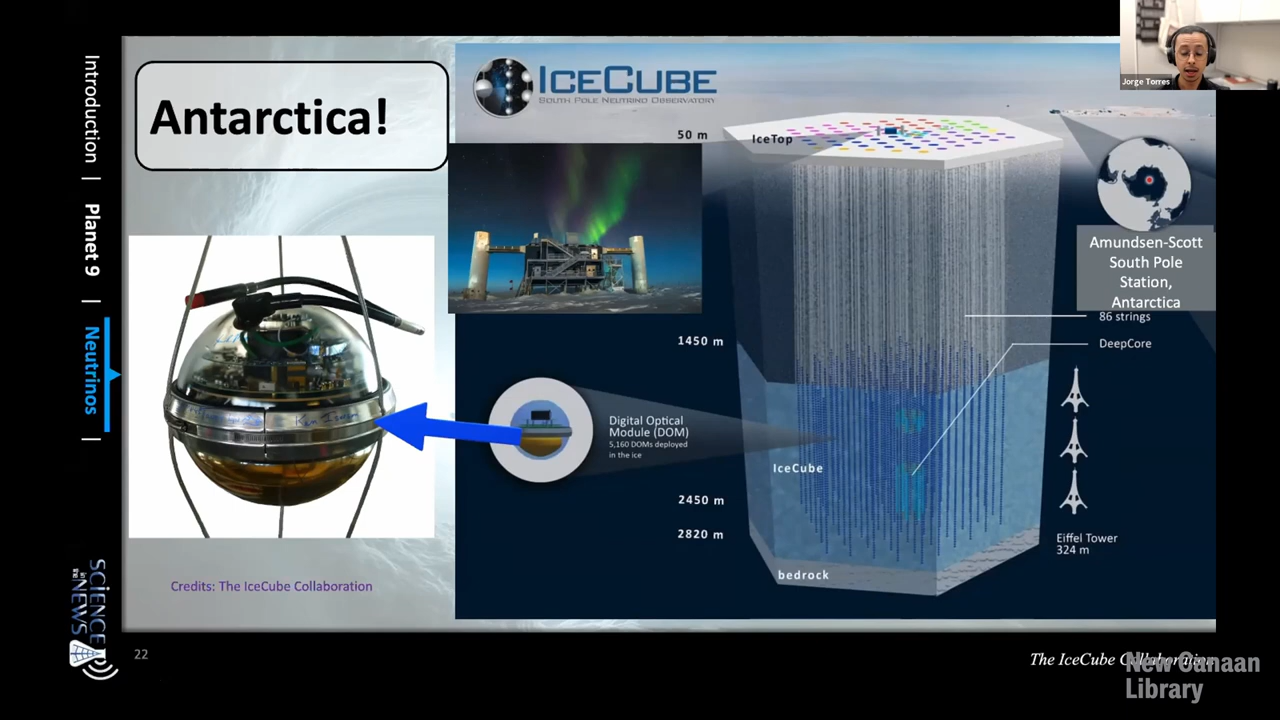 Introduction | Planet 9 | Neutrinos |
Antarctica!
ICECUBE
SOUTH POLE NEUTRINO OBSERVATORY
Jorge Torres
50 m
IceTop
Amundsen-Scott
South Pole
Station,
Antarctica
86 strings
DeepCore
1450 m
Digital Optical
Module (DOM)
5,160 DOMs deployed
in the ice
IceCube
2450 m
2820 m
Eiffel Tower
324 m
bedrock
Credits: The IceCube Collaboration
SCIENCE
IN THE
NEWS
22
The IceCube Collaboration
New Canaan
Library